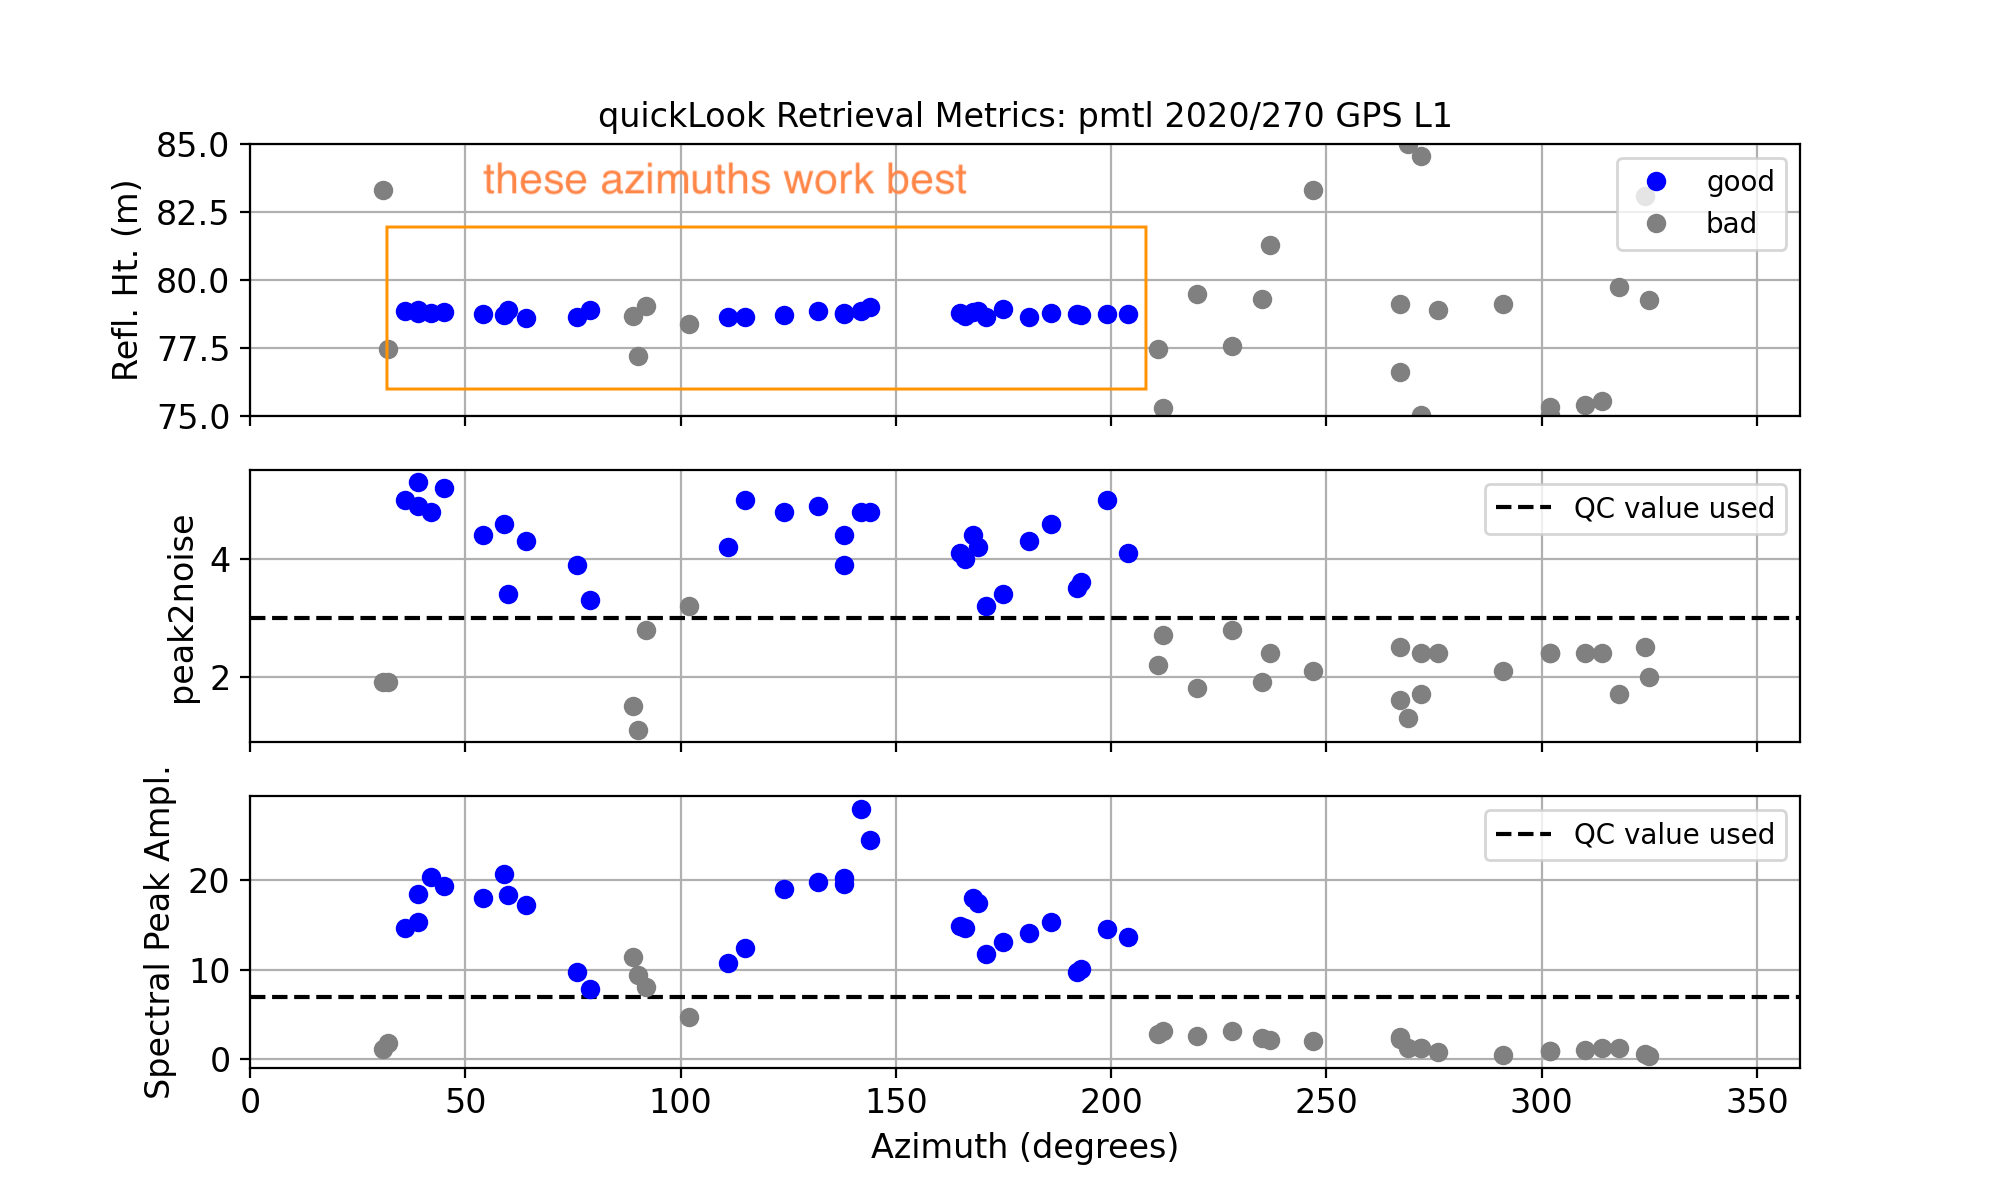 quickLook Retrieval Metrics: pmtl 2020/270 GPS L1
85.0
82.5
80.0
77.5
75.0
Refl. Ht. (m)
these azimuths work best
good
bad
4
2
peak2noise
QC value used
20
10
0
Spectral Peak Ampl.
QC value used
0 50 100 150 200 250 300 350
Azimuth (degrees)